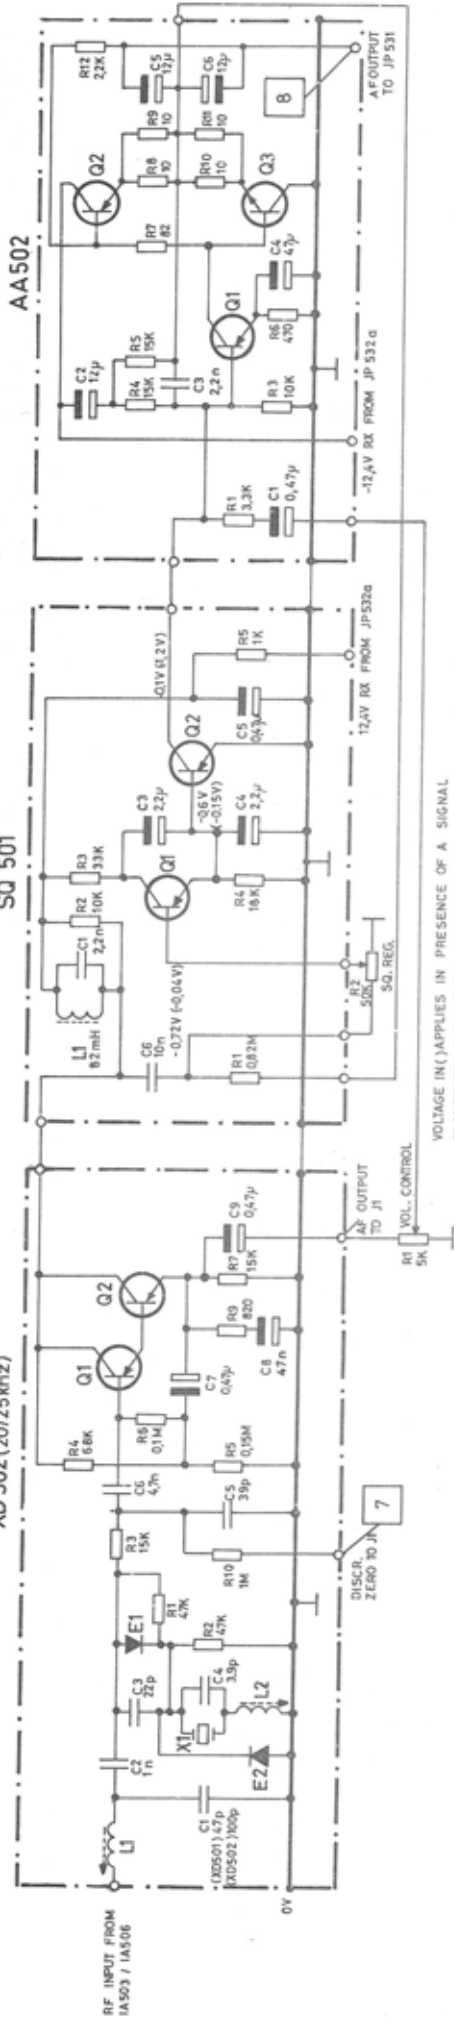 XD 502 (20/25KHz)
RF INPUT FROM
IA503 / IA506
L1
C1
(XD501) 47p
(XD502) 100p
C2
1n
C3
22p
E1
R1
47K
R2
47K
X1
C4
3,9p
L2
E2
0V
R3
15K
R10
1M
C5
39p
DISCR.
ZERO TO J1
7
C6
4,7n
R4
6.8K
R6
0,1M
R5
0,15M
Q1
Q2
C7
0,47µ
R9
820
C8
47n
R7
15K
C9
0,47µ
AF OUTPUT
TO J1
R1
5K
VOL. CONTROL
SQ 501
L1
82mH
C1
2,2n
R2
10K
R3
33K
C6
10n
R1
0,82M
-0,72V (-0,04V)
Q1
C3
2,2µ
-0,6V
(-0,15V)
R4
18K
C4
2,2µ
Q2
-0,1V (1,2V)
C5
0,47µ
R5
1K
R2
50K
SQ. REG.
12,4V RX FROM JP532a
VOLTAGE IN( )APPLIES IN PRESENCE OF A SIGNAL
AA502
R1
3,3K
C1
0,47µ
C2
12µ
R4
15K
R5
15K
C3
2,2n
R3
10K
-12,4V RX FROM JP 532a
Q1
R6
470
C4
47µ
R7
82
Q2
Q3
R8
10
R9
10
R10
10
R11
10
R12
2,2K
C5
12µ
C6
12µ
8
AF OUTPUT
TO JP531